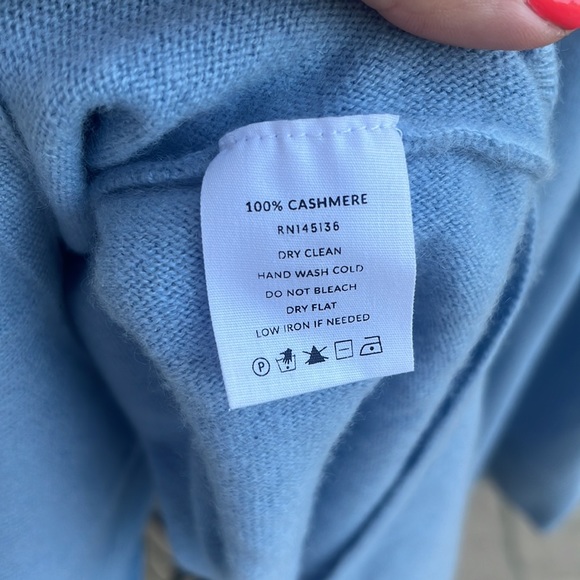 100% CASHMERE
RN145136
DRY CLEAN
HAND WASH COLD
DO NOT BLEACH
DRY FLAT
LOW IRON IF NEEDED
P